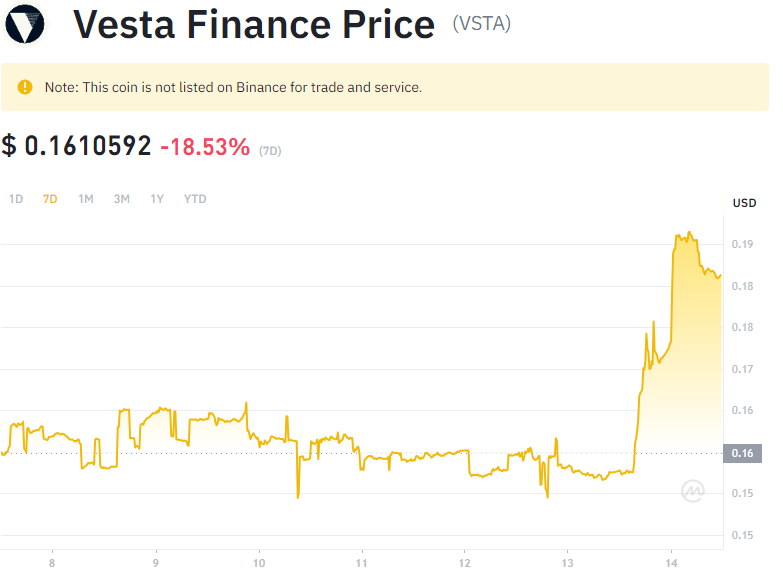 Vesta Finance Price (VSTA)
Note: This coin is not listed on Binance for trade and service.
$ 0.1610592 -18.53% (7D)
1D 7D 1M 3M 1Y YTD
USD
0.19
0.18
0.18
0.17
0.16
0.16
0.15
0.15
8 9 10 11 12 13 14